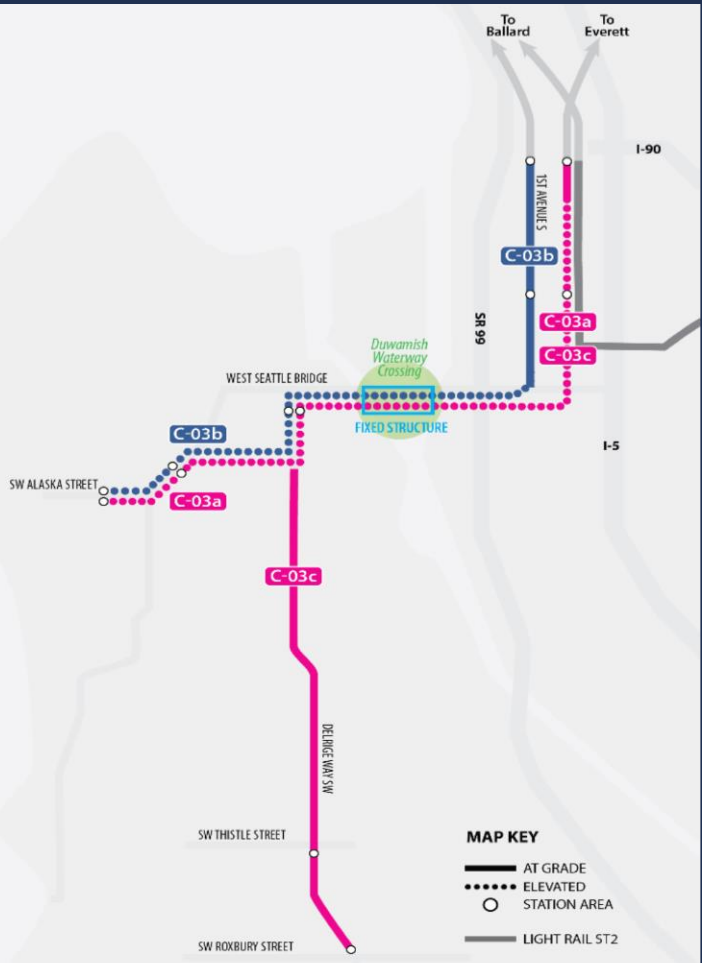 To
Ballard
To
Everett
I-90
1ST AVENUE S
C-03b
SR 99
C-03a
C-03c
Duwamish
Waterway
Crossing
WEST SEATTLE BRIDGE
FIXED STRUCTURE
C-03b
I-5
SW ALASKA STREET
C-03a
C-03c
DELRIGE WAY SW
SW THISTLE STREET
MAP KEY
AT GRADE
ELEVATED
STATION AREA
SW ROXBURY STREET
LIGHT RAIL ST2